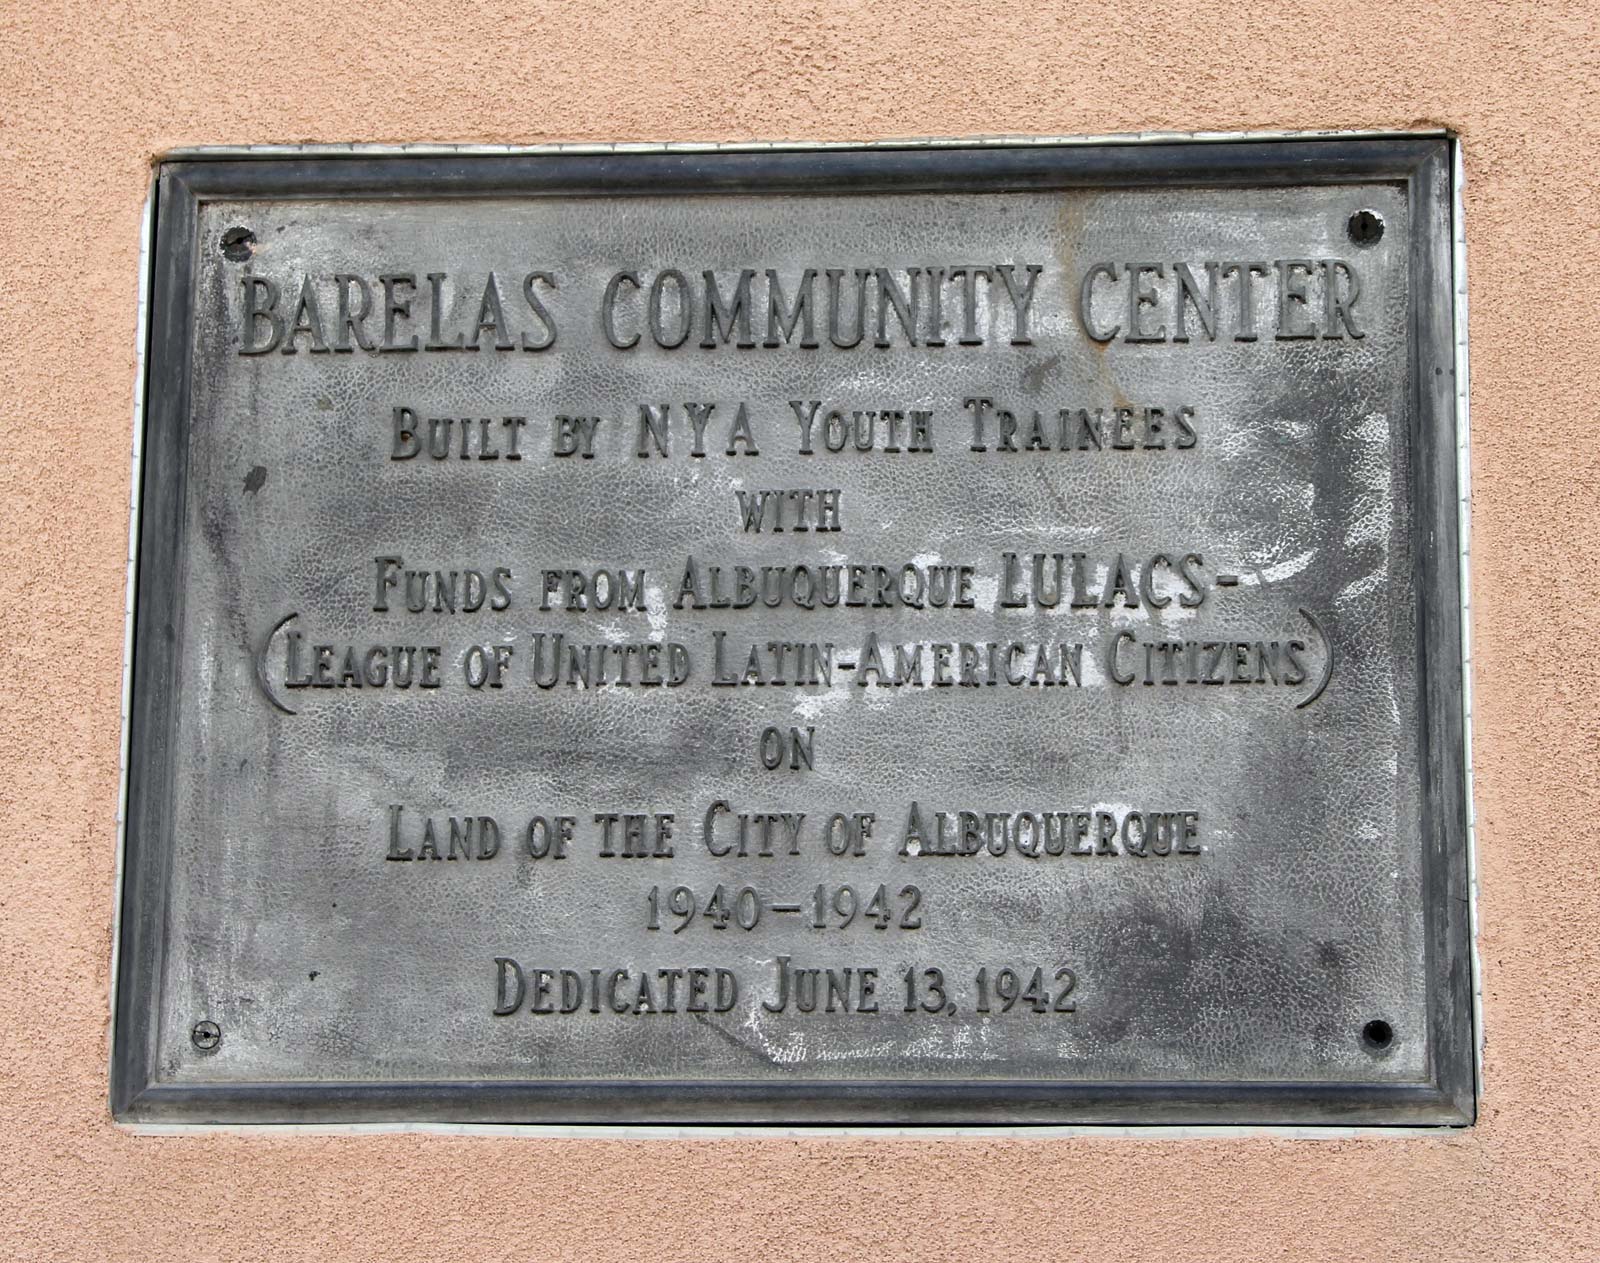 BARELAS COMMUNITY CENTER
BUILT BY NYA YOUTH TRAINEES
WITH
FUNDS FROM ALBUQUERQUE LULACS-
(LEAGUE OF UNITED LATIN-AMERICAN CITIZENS)
ON
LAND OF THE CITY OF ALBUQUERQUE
1940-1942
DEDICATED JUNE 13, 1942